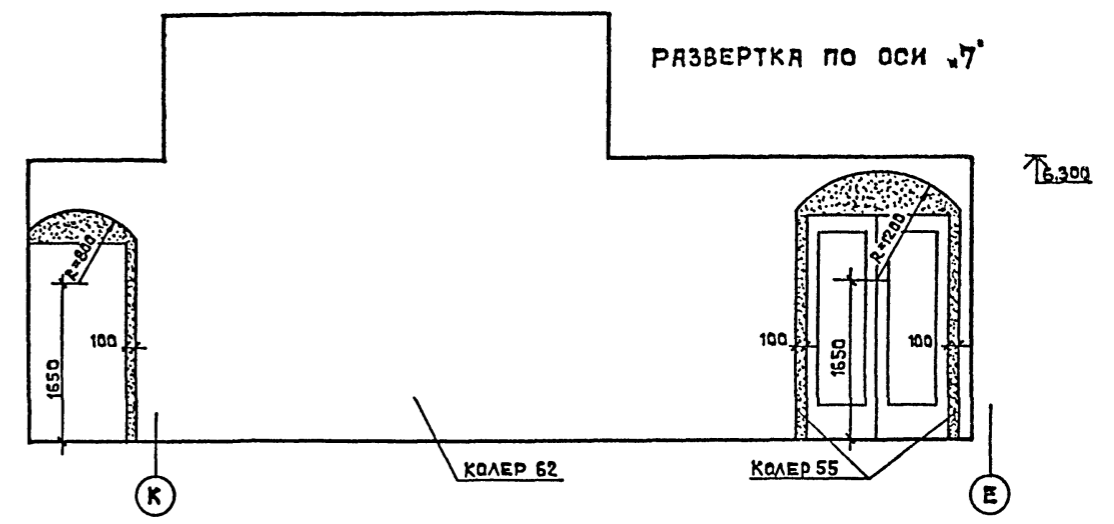 РАЗВЕРТКА ПО ОСИ „7"
6.300
R=800
R=1200
100
100
100
1650
1650
КОЛЕР 62
КОЛЕР 55
К
Е